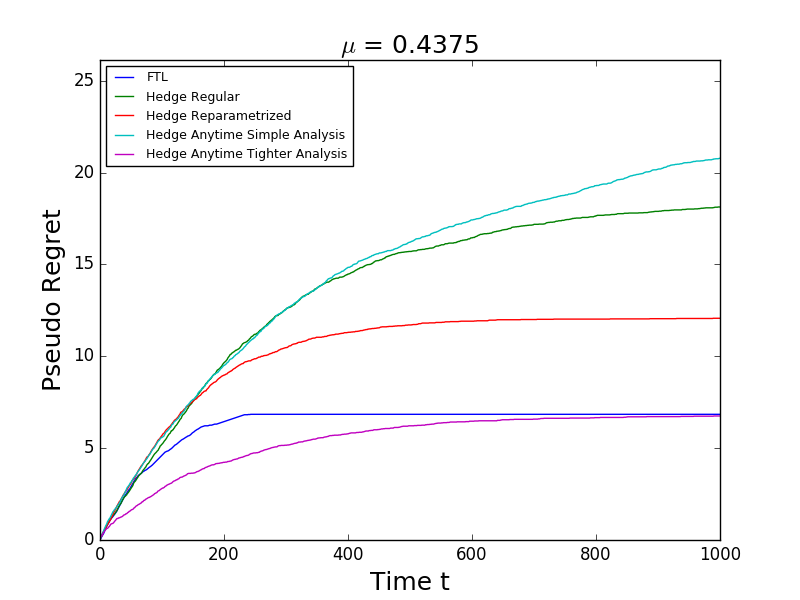 μ = 0.4375
FTL
Hedge Regular
Hedge Reparametrized
Hedge Anytime Simple Analysis
Hedge Anytime Tighter Analysis
Pseudo Regret
25
20
15
10
5
0
0 200 400 600 800 1000
Time t